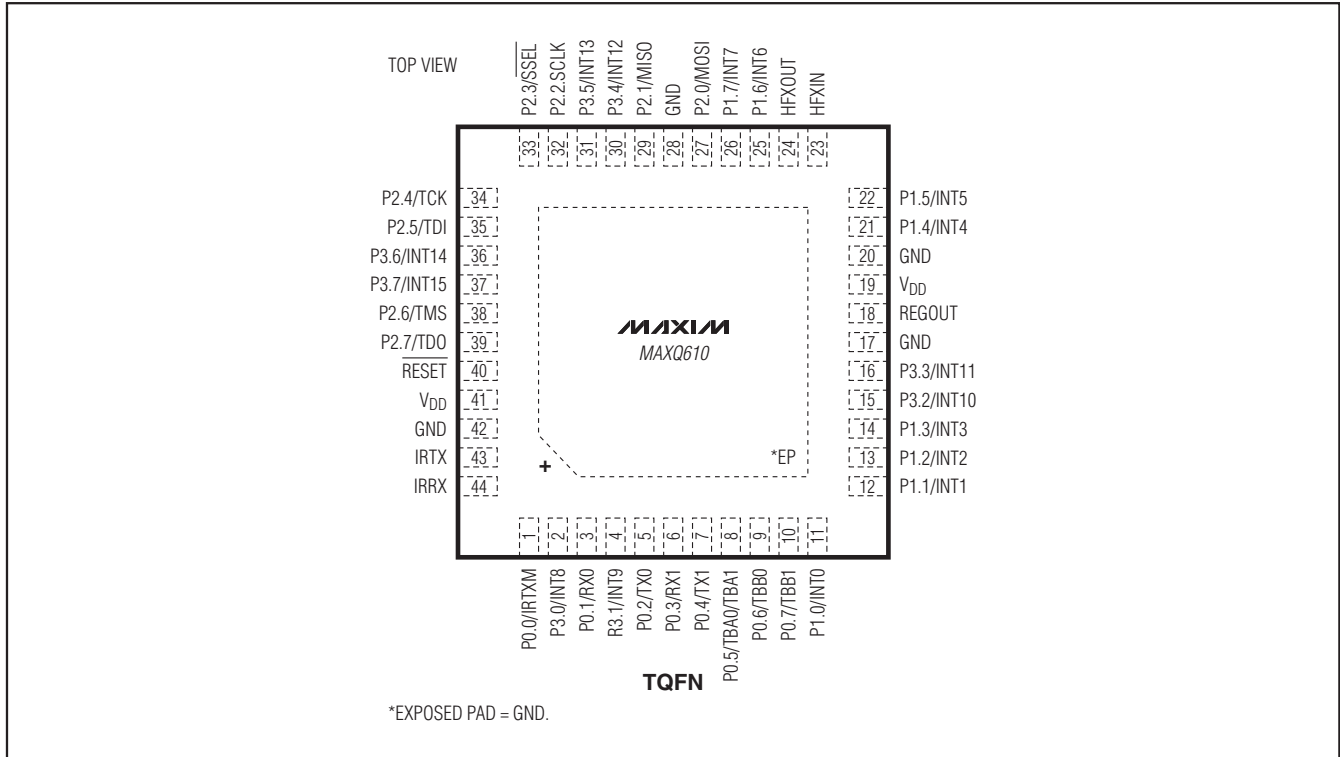 TOP VIEW
P2.3/SSEL
P2.2.SCLK
P3.5/INT13
P3.4/INT12
P2.1/MISO
GND
P2.0/MOSI
P1.7/INT7
P1.6/INT6
HFXOUT
HFXIN
33
32
31
30
29
28
27
26
25
24
23
P2.4/TCK 34
P2.5/TDI 35
P3.6/INT14 36
P3.7/INT15 37
P2.6/TMS 38
P2.7/TDO 39
RESET 40
VDD 41
GND 42
IRTX 43
IRRX 44
22 P1.5/INT5
21 P1.4/INT4
20 GND
19 VDD
18 REGOUT
17 GND
16 P3.3/INT11
15 P3.2/INT10
14 P1.3/INT3
13 P1.2/INT2
12 P1.1/INT1
MAXIM
MAXQ610
*EP
+
1
2
3
4
5
6
7
8
9
10
11
P0.0/IRTXM
P3.0/INT8
P0.1/RX0
R3.1/INT9
P0.2/TX0
P0.3/RX1
P0.4/TX1
P0.5/TBA0/TBA1
P0.6/TBB0
P0.7/TBB1
P1.0/INT0
TQFN
*EXPOSED PAD = GND.